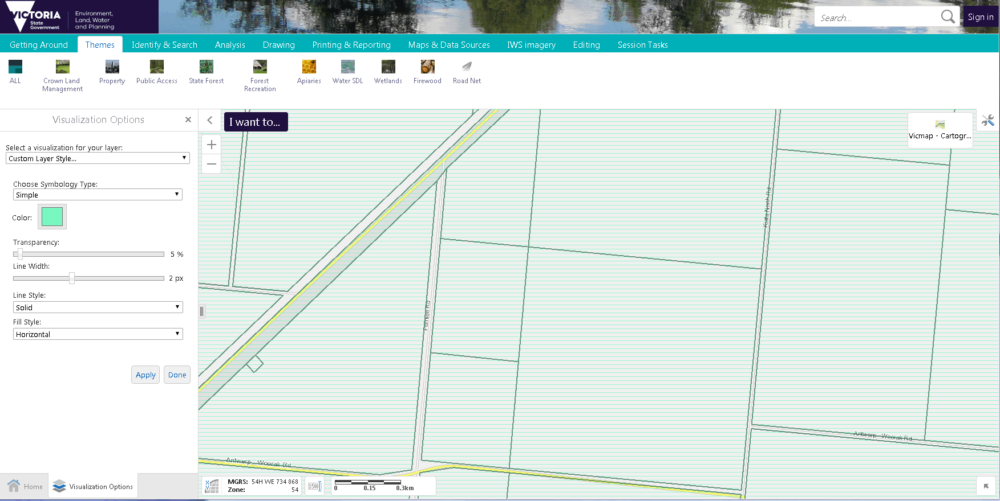 VICTORIA
State
Government
Environment,
Land, Water
and Planning
Search...
Sign in
Getting Around
Themes
Identify & Search
Analysis
Drawing
Printing & Reporting
Maps & Data Sources
IWS imagery
Editing
Session Tasks
ALL
Crown Land
Management
Property
Public Access
State Forest
Forest
Recreation
Apiaries
Water SDL
Wetlands
Firewood
Road Net
Visualization Options
I want to...
Vicmap - Cartogr...
Select a visualization for your layer:
Custom Layer Style...
Choose Symbology Type:
Simple
Color:
Transparency:
5 %
Line Width:
2 px
Line Style:
Solid
Fill Style:
Horizontal
Apply
Done
Kiata North Rd
Fernlee Rd
Antwerp - Woorak Rd
Antwerp - Woorak Rd
Home
Visualization Options
MGRS: 54H WE 734 868
Zone: 54
1:500
0 0.15 0.3km